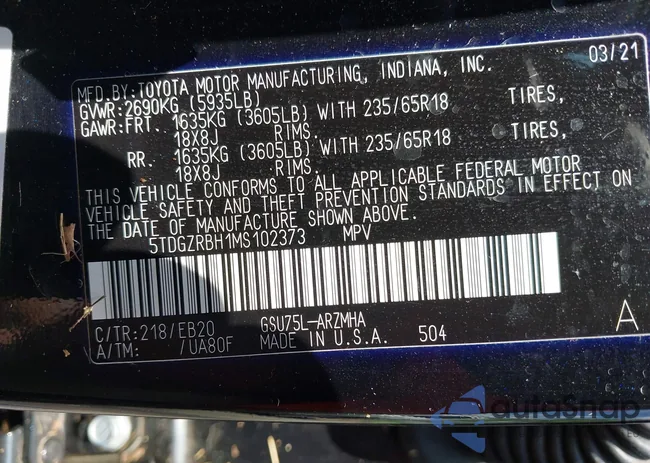 MFD.BY:TOYOTA MOTOR MANUFACTURING, INDIANA, INC. 03/21
GVWR:2690KG (5935LB)
GAWR:FRT. 1635KG (3605LB) WITH 235/65R18 TIRES,
18X8J RIMS.
RR. 1635KG (3605LB) WITH 235/65R18 TIRES,
18X8J RIMS.
THIS VEHICLE CONFORMS TO ALL APPLICABLE FEDERAL MOTOR
VEHICLE SAFETY AND THEFT PREVENTION STANDARDS IN EFFECT ON
THE DATE OF MANUFACTURE SHOWN ABOVE.
5TDGZRBH1MS102373 MPV
C/TR:218/EB20 GSU75L-ARZMHA
A/TM: /UA80F MADE IN U.S.A. 504 A
autoSnap